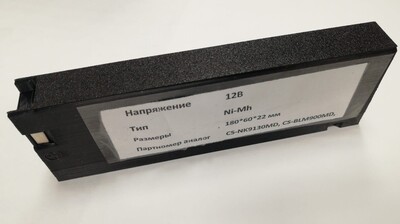 Напряжение 12В
Тип Ni-Mh
Размеры 180*60*22 мм
Партномер аналог CS-NK9130MD, CS-BLM900MD,